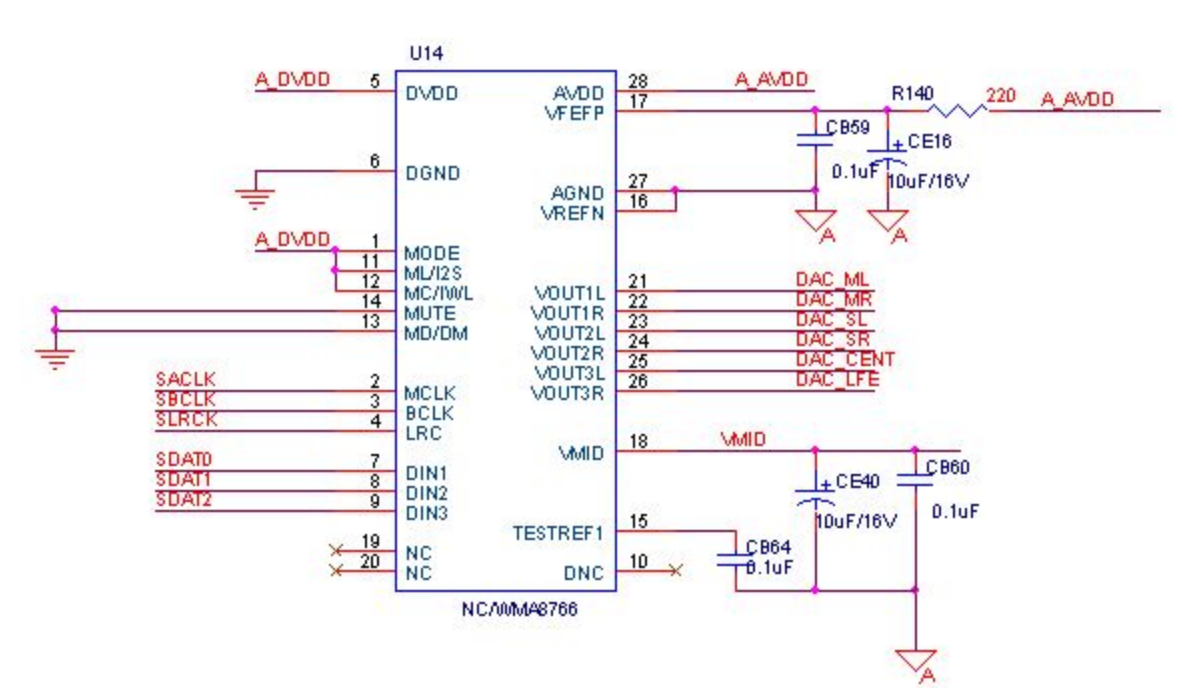 U14
A_DVDD 5 DVDD AVDD 28 A_AVDD
VFEFP 17 R140 220 A_AVDD
CB59 0.1uF
CE16 + 10uF/16V
6 DGND AGND 27
VREFN 16
A A
A_DVDD 1 MODE
11 ML/I2S
12 MC/IWL VOUT1L 21 DAC_ML
14 MUTE VOUT1R 22 DAC_MR
13 MD/DM VOUT2L 23 DAC_SL
VOUT2R 24 DAC_SR
VOUT3L 25 DAC_CENT
SACLK 2 MCLK VOUT3R 26 DAC_LFE
SBCLK 3 BCLK
SLRCK 4 LRC VMID 18 VMID
SDAT0 7 DIN1
SDAT1 8 DIN2
SDAT2 9 DIN3
+ CE40 10uF/16V
CB60 0.1uF
TESTREF1 15
CB64 0.1uF
19 NC
20 NC DNC 10
NC/WMA8766
A